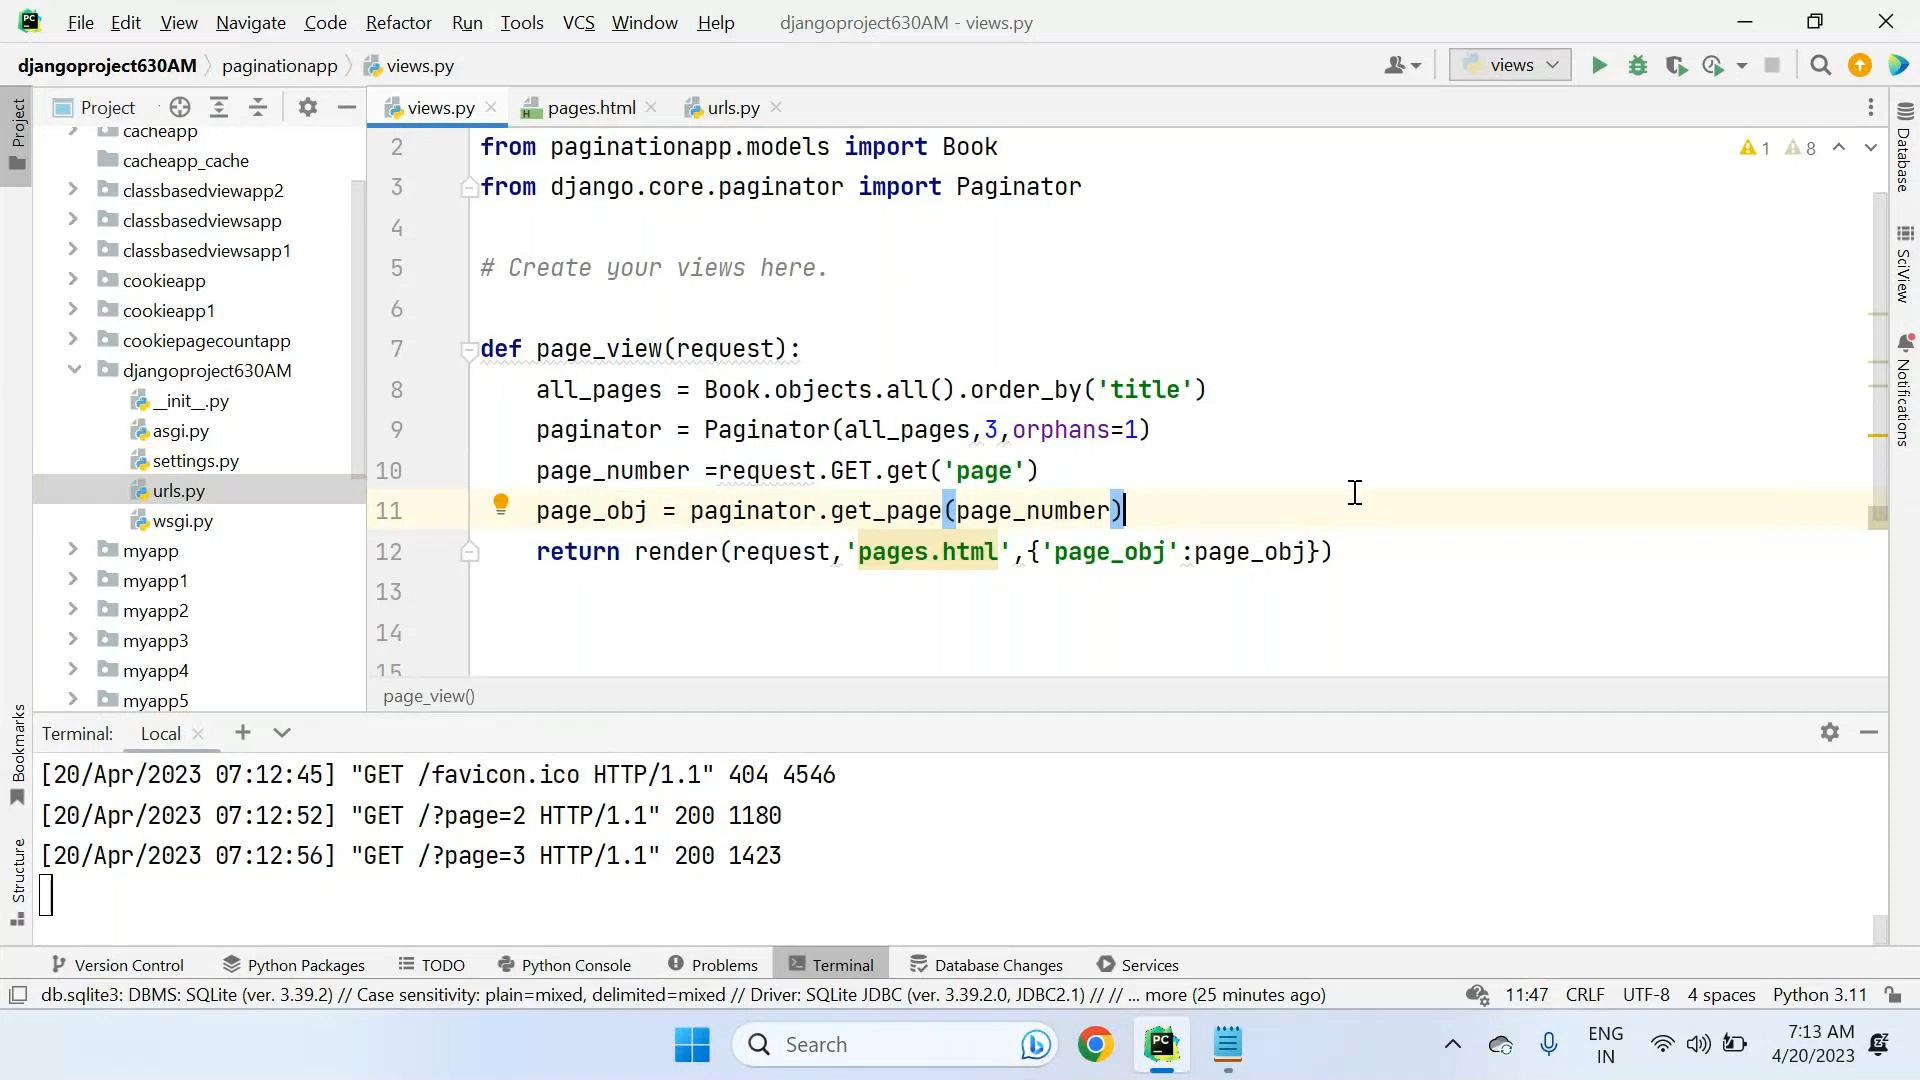 PC File Edit View Navigate Code Refactor Run Tools VCS Window Help djangoproject630AM - views.py
djangoproject630AM paginationapp views.py views
Project views.py pages.html urls.py
Project
cacheapp
cacheapp_cache
classbasedviewapp2
classbasedviewsapp
classbasedviewsapp1
cookieapp
cookieapp1
cookiepagecountapp
djangoproject630AM
__init__.py
asgi.py
settings.py
urls.py
wsgi.py
myapp
myapp1
myapp2
myapp3
myapp4
myapp5
Bookmarks
Structure
2 from paginationapp.models import Book
3 from django.core.paginator import Paginator
4
5 # Create your views here.
6
7 def page_view(request):
8 all_pages = Book.objects.all().order_by('title')
9 paginator = Paginator(all_pages,3,orphans=1)
10 page_number =request.GET.get('page')
11 page_obj = paginator.get_page(page_number)
12 return render(request,'pages.html',{'page_obj':page_obj})
13
14
15
1 8
Database
SciView
Notifications
page_view()
Terminal: Local
[20/Apr/2023 07:12:45] "GET /favicon.ico HTTP/1.1" 404 4546
[20/Apr/2023 07:12:52] "GET /?page=2 HTTP/1.1" 200 1180
[20/Apr/2023 07:12:56] "GET /?page=3 HTTP/1.1" 200 1423
Version Control Python Packages TODO Python Console Problems Terminal Database Changes Services
db.sqlite3: DBMS: SQLite (ver. 3.39.2) // Case sensitivity: plain=mixed, delimited=mixed // Driver: SQLite JDBC (ver. 3.39.2.0, JDBC2.1) // // ... more (25 minutes ago) 11:47 CRLF UTF-8 4 spaces Python 3.11
Search PC ENG 7:13 AM
IN 4/20/2023